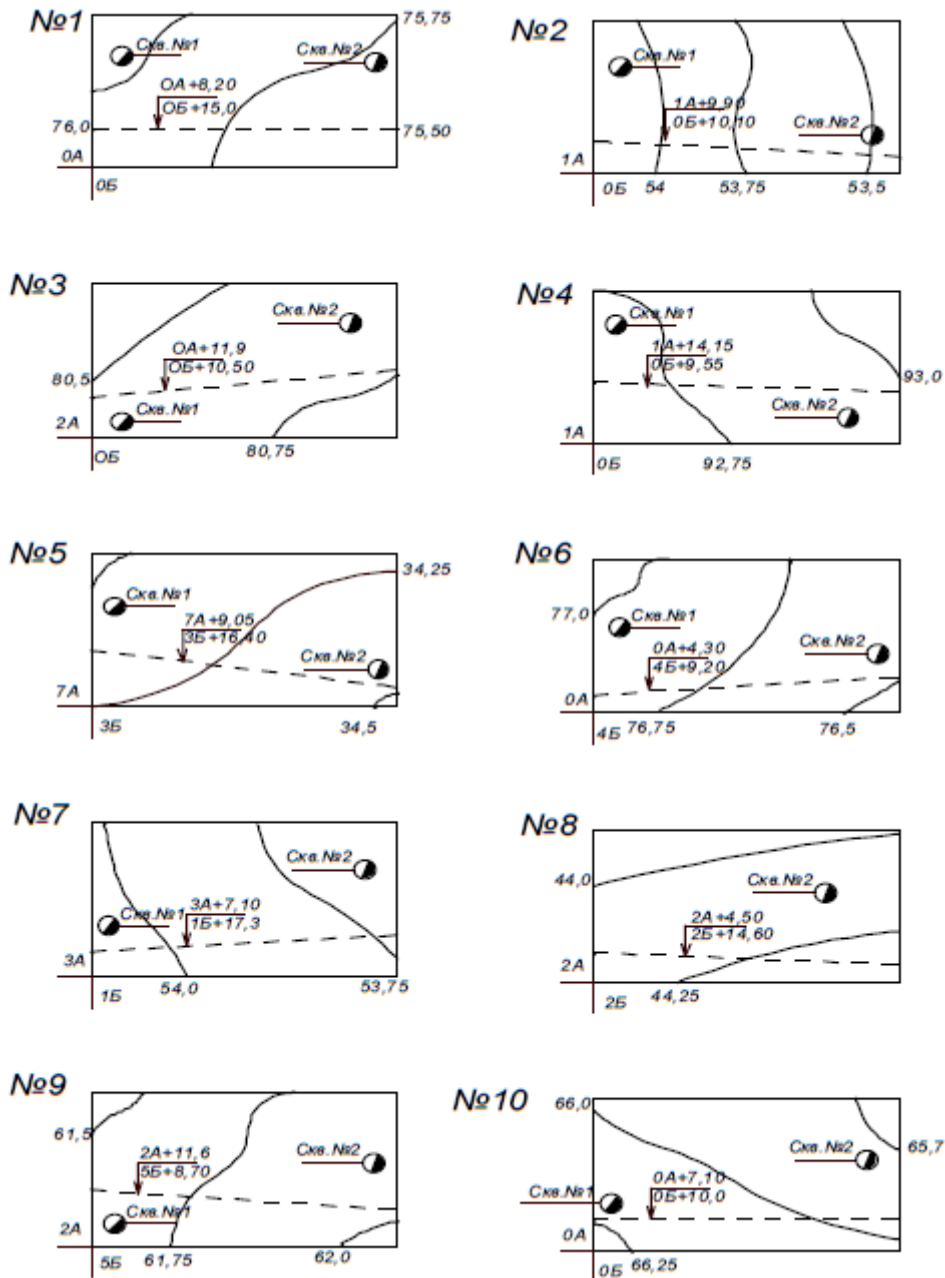 №1
75,75
Скв.№1
Скв.№2
0А+8,20
0Б+15,0
76,0
75,50
0А
0Б
№2
Скв.№1
1А+9,90
0Б+10,10
Скв.№2
1А
0Б
54
53,75
53,5
№3
Скв.№2
0А+11,9
0Б+10,50
80,5
Скв.№1
2А
0Б
80,75
№4
Скв.№1
1А+14,15
0Б+9,55
93,0
Скв.№2
1А
0Б
92,75
№5
34,25
Скв.№1
7А+9,05
3Б+16,40
Скв.№2
7А
3Б
34,5
№6
77,0
Скв.№1
0А+4,30
4Б+9,20
Скв.№2
0А
4Б
76,75
76,5
№7
Скв.№2
3А+7,10
1Б+17,3
Скв.№1
3А
1Б
54,0
53,75
№8
44,0
Скв.№2
2А+4,50
2Б+14,60
2А
2Б
44,25
№9
61,5
Скв.№2
2А+11,6
5Б+8,70
Скв.№1
2А
5Б
61,75
62,0
№10
66,0
65,7
Скв.№2
Скв.№1
0А+7,10
0Б+10,0
0А
0Б
66,25